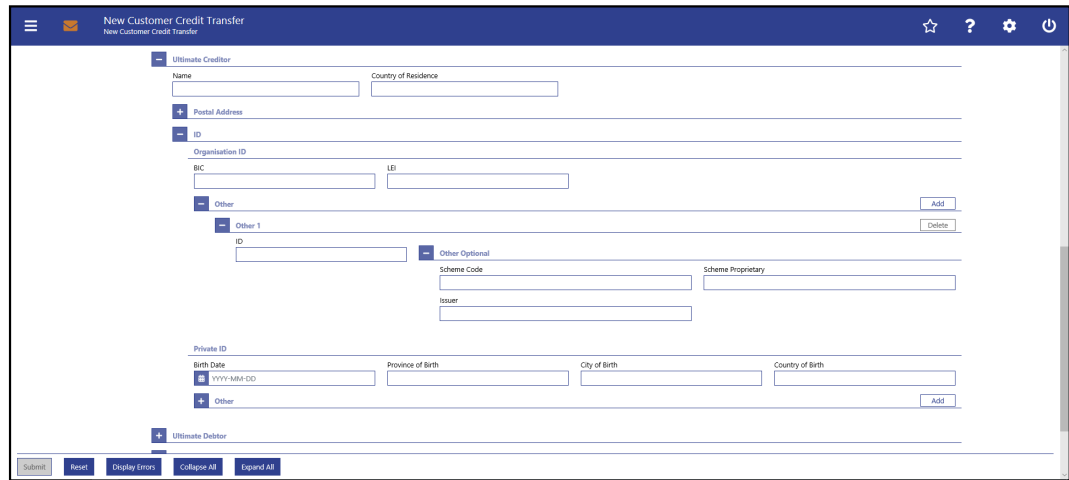 New Customer Credit Transfer
New Customer Credit Transfer
Ultimate Creditor
Name
Country of Residence
Postal Address
ID
Organisation ID
BIC
LEI
Other
Add
Other 1
Delete
ID
Other Optional
Scheme Code
Scheme Proprietary
Issuer
Private ID
Birth Date
Province of Birth
City of Birth
Country of Birth
YYYY-MM-DD
Other
Add
Ultimate Debtor
Submit
Reset
Display Errors
Collapse All
Expand All